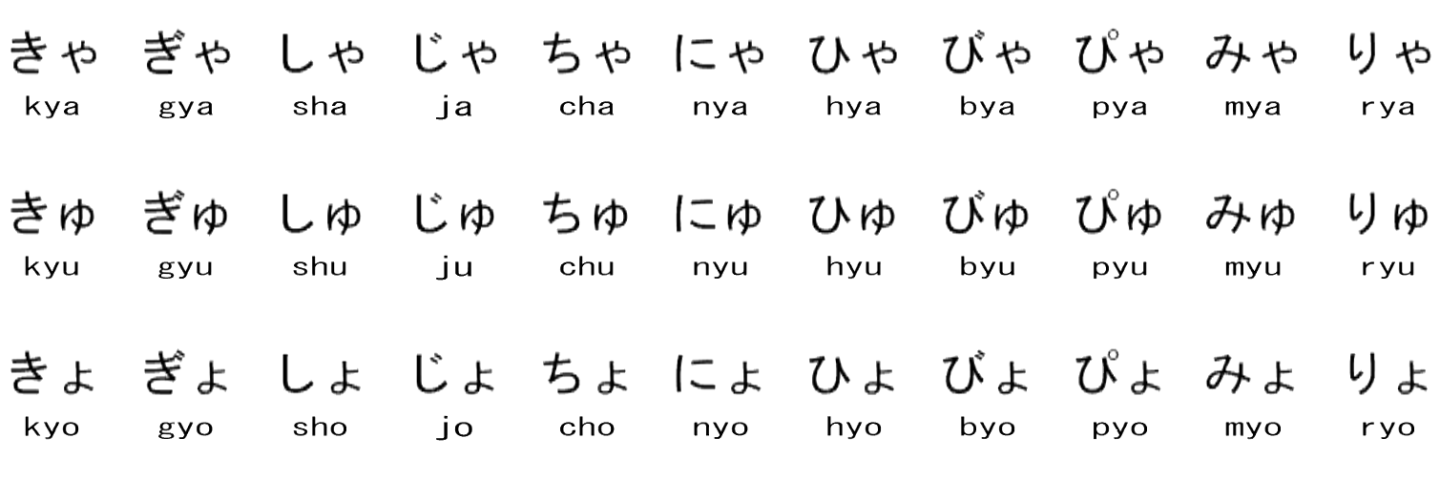 きゃ ぎゃ しゃ じゃ ちゃ にゃ ひゃ びゃ ぴゃ みゃ りゃ
kya gya sha ja cha nya hya bya pya mya rya
きゅ ぎゅ しゅ じゅ ちゅ にゅ ひゅ びゅ ぴゅ みゅ りゅ
kyu gyu shu ju chu nyu hyu byu pyu myu ryu
きょ ぎょ しょ じょ ちょ にょ ひょ びょ ぴょ みょ りょ
kyo gyo sho jo cho nyo hyo byo pyo myo ryo